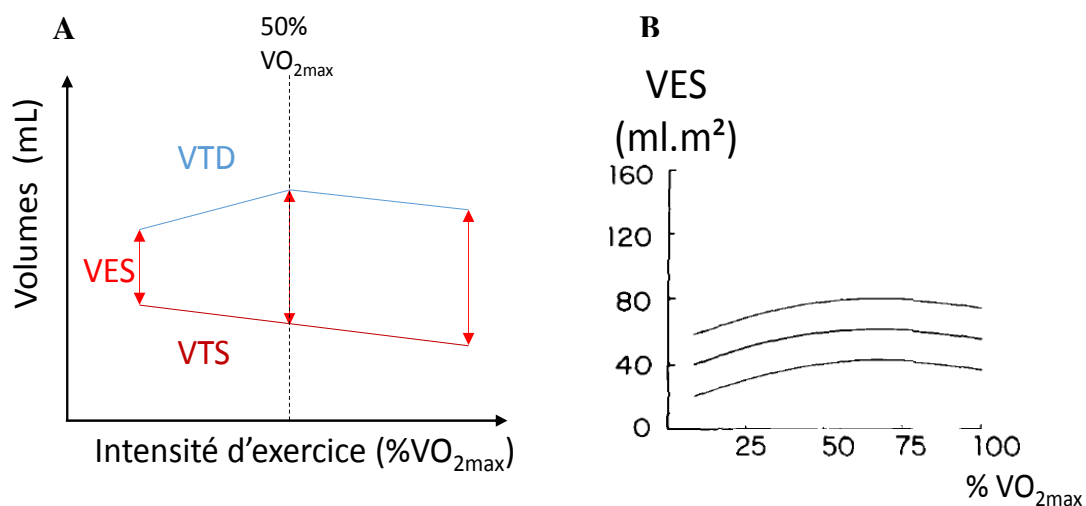 A
50%
VO2max
Volumes (mL)
VTD
VES
VTS
Intensité d'exercice (%VO2max)
B
VES
(ml.m²)
160
120
80
40
0
25
50
75
100
% VO2max